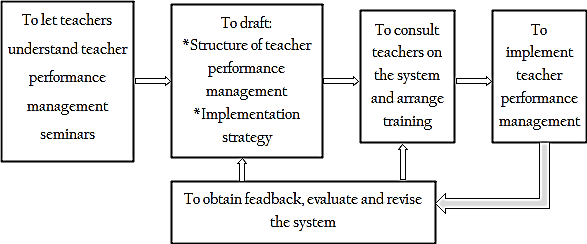 To let teachers
understand teacher
performance
management
seminars
To draft:
*Structure of teacher
performance
management
*Implementation
strategy
To consult
teachers on
the system
and arrange
training
To
implement
teacher
performance
management
To obtain feadback, evaluate and revise
the system